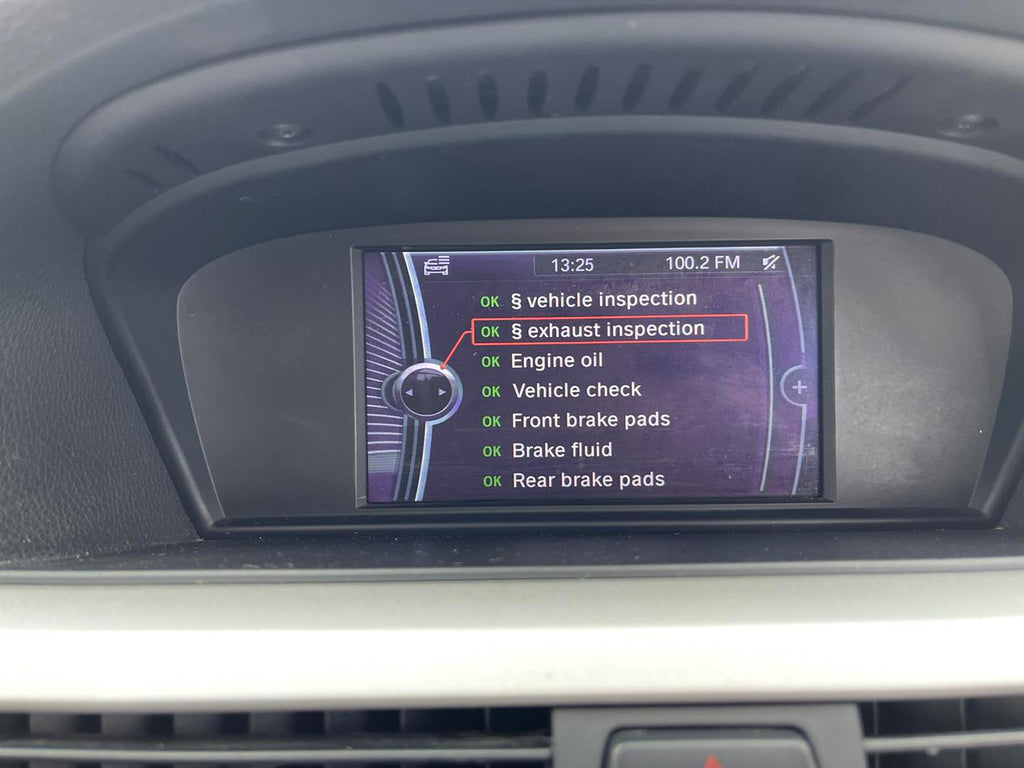 13:25 100.2 FM
OK § vehicle inspection
OK § exhaust inspection
OK Engine oil
OK Vehicle check
OK Front brake pads
OK Brake fluid
OK Rear brake pads